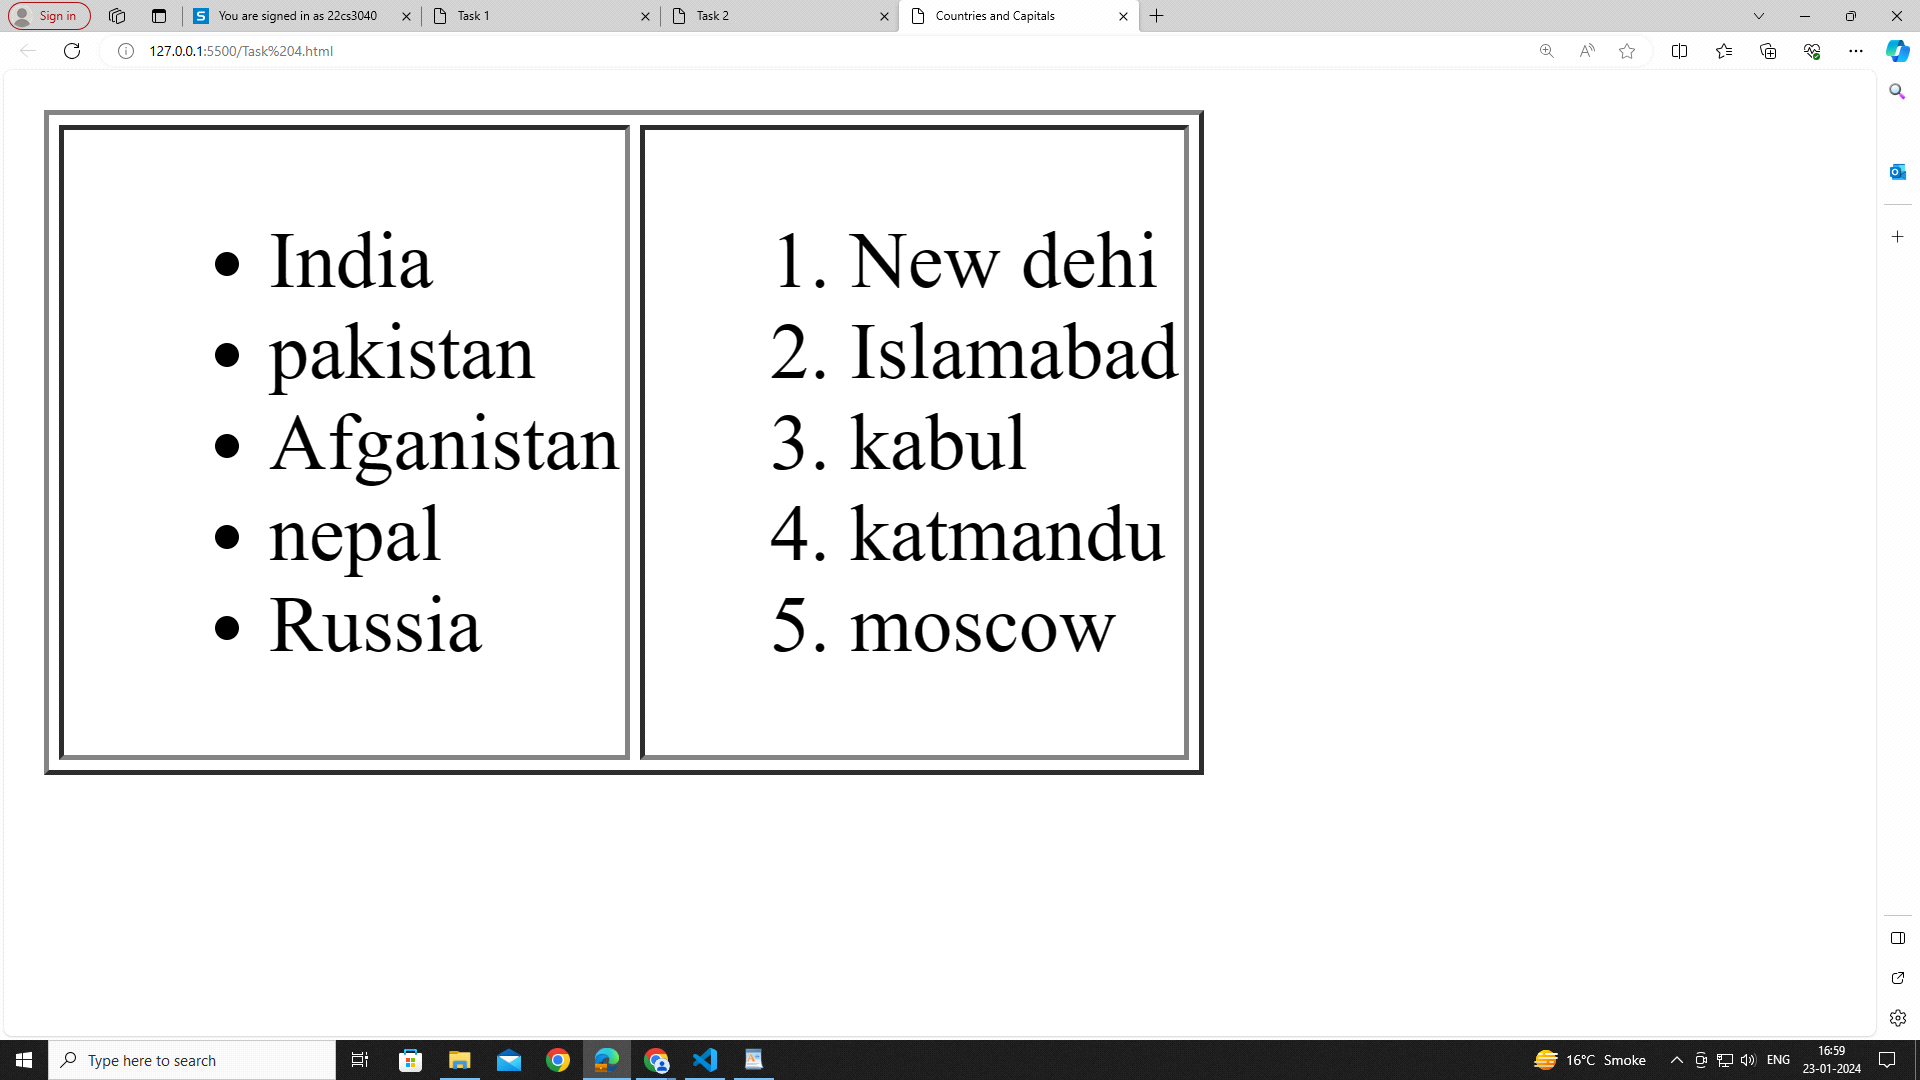 Sign in
You are signed in as 22cs3040
Task 1
Task 2
Countries and Capitals
127.0.0.1:5500/Task%204.html
• India
• pakistan
• Afganistan
• nepal
• Russia
1. New dehi
2. Islamabad
3. kabul
4. katmandu
5. moscow
Type here to search
16°C Smoke
ENG
16:59
23-01-2024